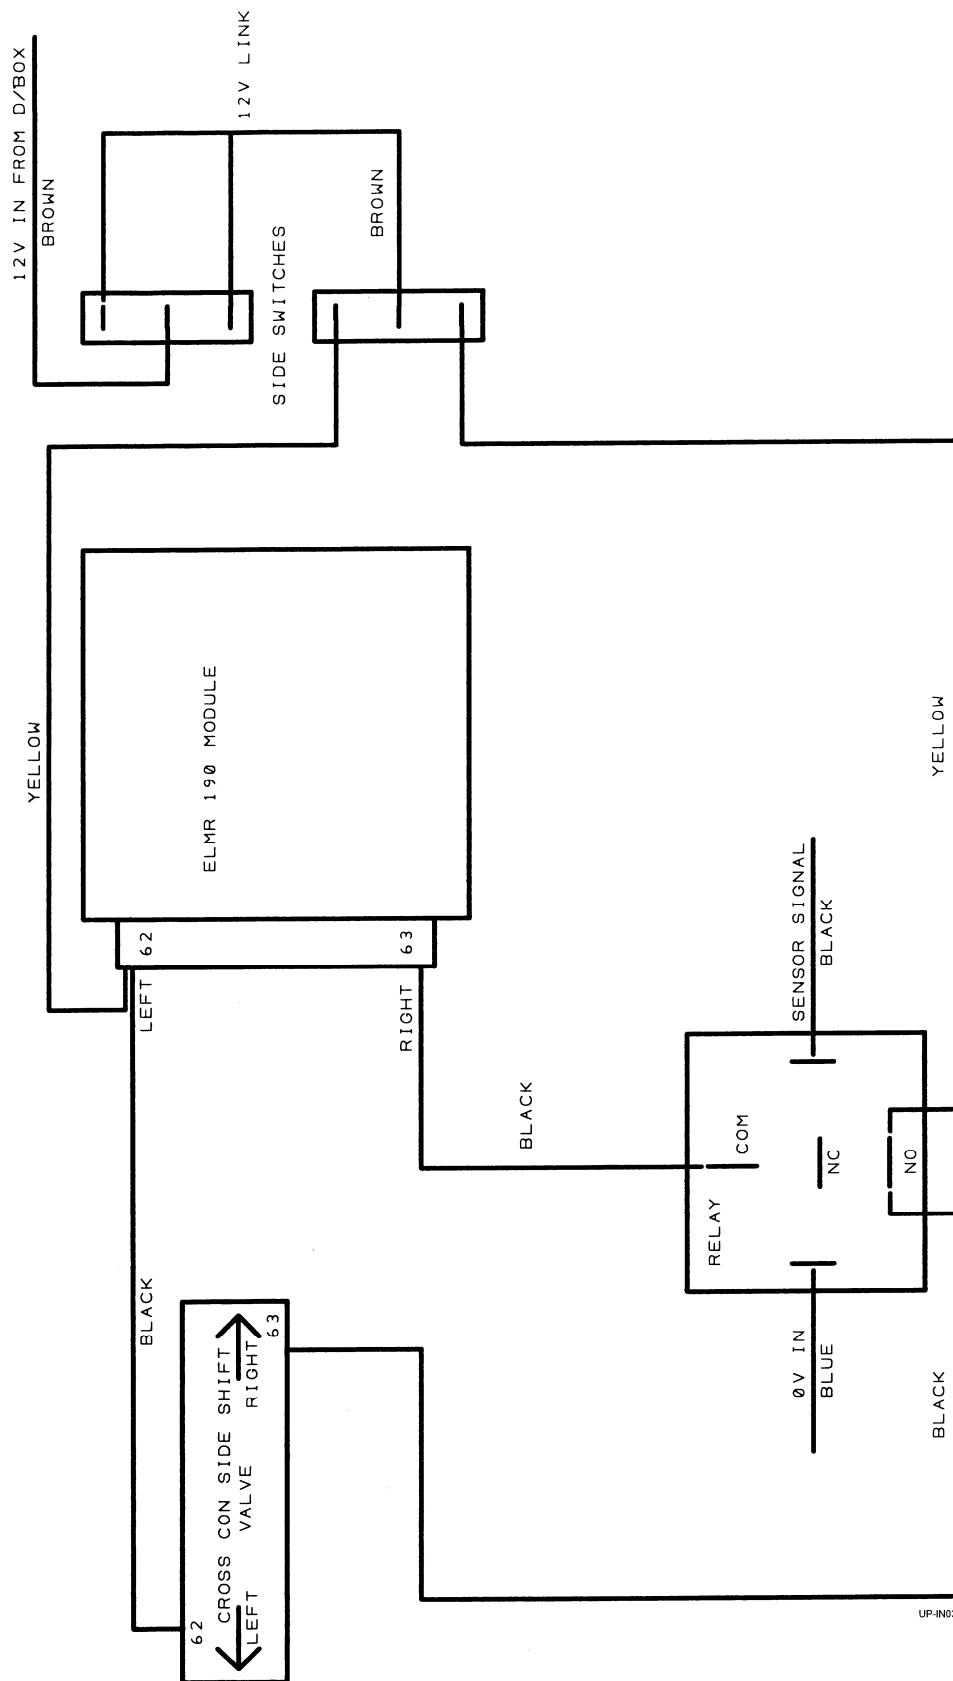 12V IN FROM D/BOX
BROWN
12V LINK
BROWN
SIDE SWITCHES
YELLOW
ELMR 190 MODULE
62
63
LEFT
RIGHT
YELLOW
SENSOR SIGNAL
BLACK
BLACK
COM
NC
NO
RELAY
BLACK
0V IN
BLUE
BLACK
63
CROSS CON SIDE SHIFT
VALVE
LEFT
RIGHT
62